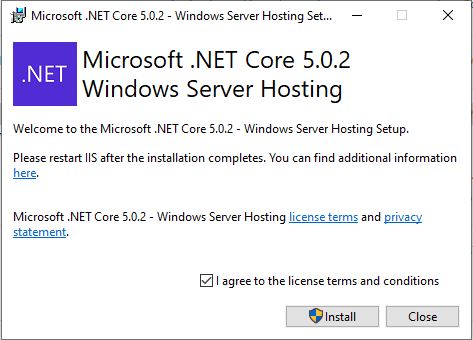 Microsoft .NET Core 5.0.2 - Windows Server Hosting Set...
.NET
Microsoft .NET Core 5.0.2
Windows Server Hosting
Welcome to the Microsoft .NET Core 5.0.2 - Windows Server Hosting Setup.
Please restart IIS after the installation completes. You can find additional information
here.
Microsoft .NET Core 5.0.2 - Windows Server Hosting license terms and privacy
statement.
I agree to the license terms and conditions
Install
Close